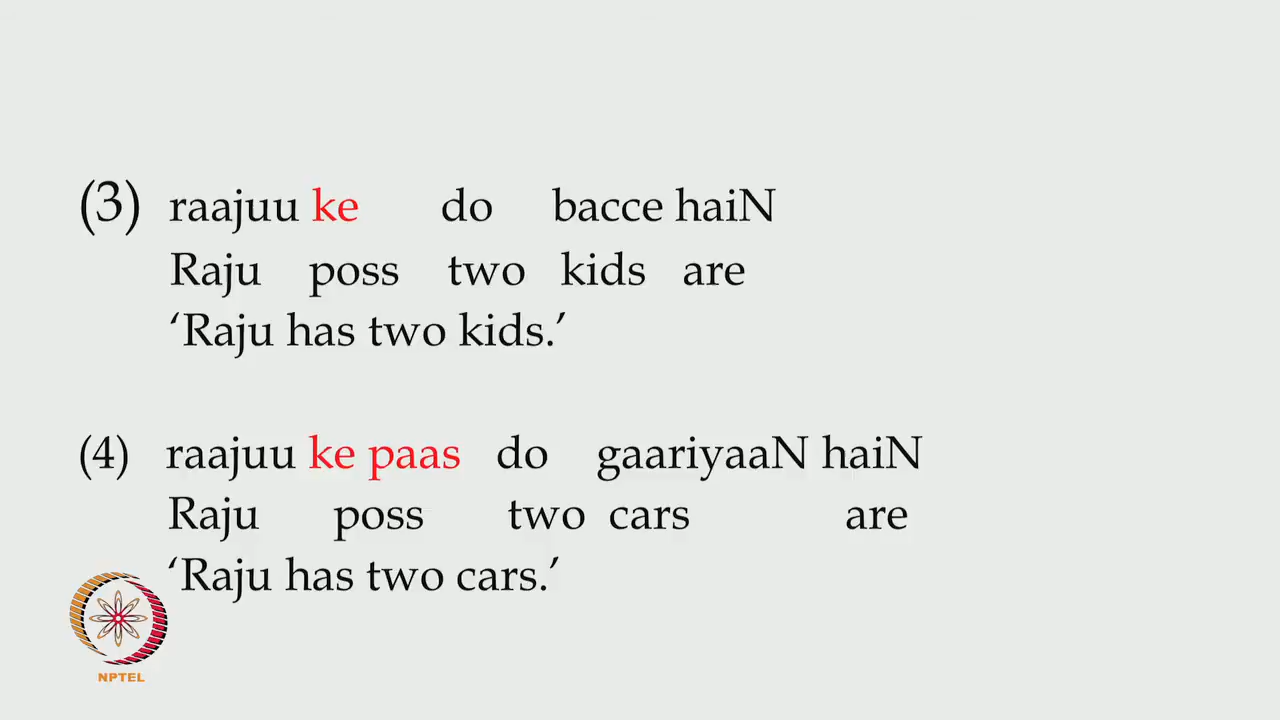 (3) raajuu ke do bacce haiN
Raju poss two kids are
‘Raju has two kids.’
(4) raajuu ke paas do gaariyaaN haiN
Raju poss two cars are
‘Raju has two cars.’
NPTEL